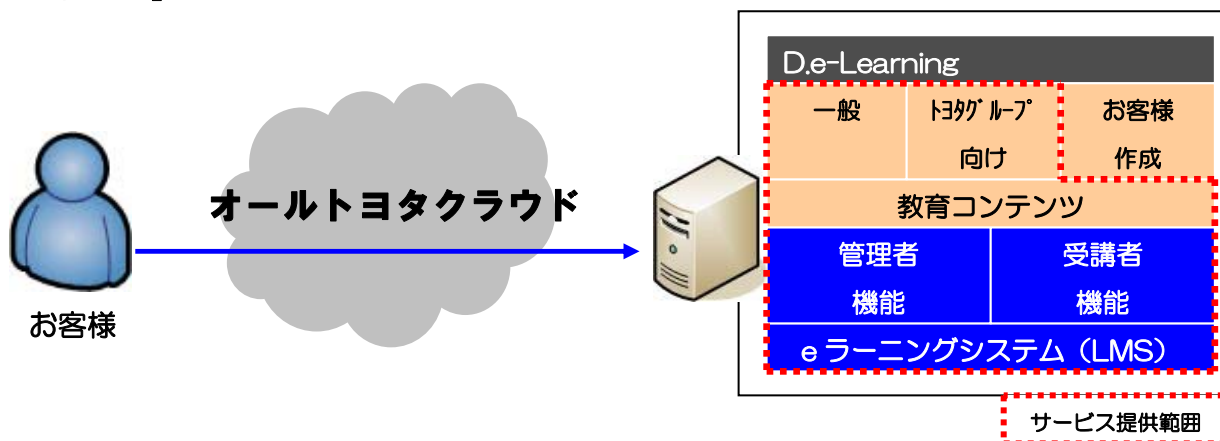 D.e-Learning
一般
ﾄﾖﾀｸﾞﾙｰﾌﾟ
向け
お客様
作成
教育コンテンツ
管理者
機能
受講者
機能
eラーニングシステム（LMS）
オールトヨタクラウド
お客様
サービス提供範囲